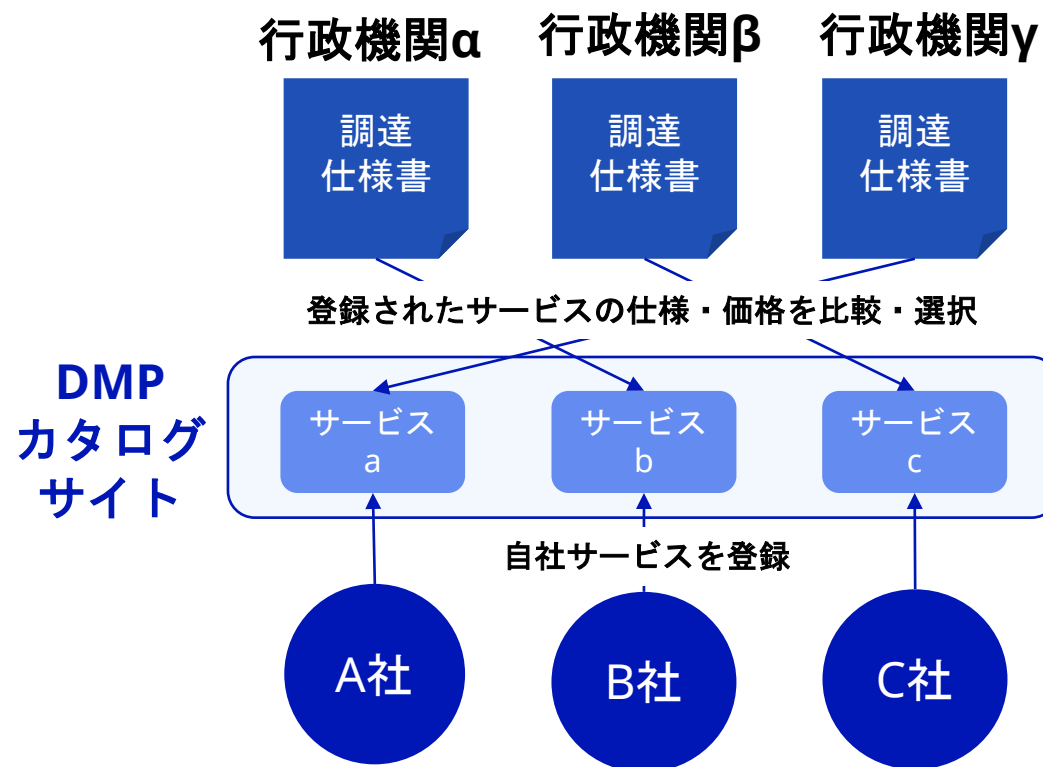 行政機関α
行政機関β
行政機関γ
調達
仕様書
調達
仕様書
調達
仕様書
登録されたサービスの仕様・価格を比較・選択
DMP
カタログ
サイト
サービス
a
サービス
b
サービス
c
自社サービスを登録
A社
B社
C社